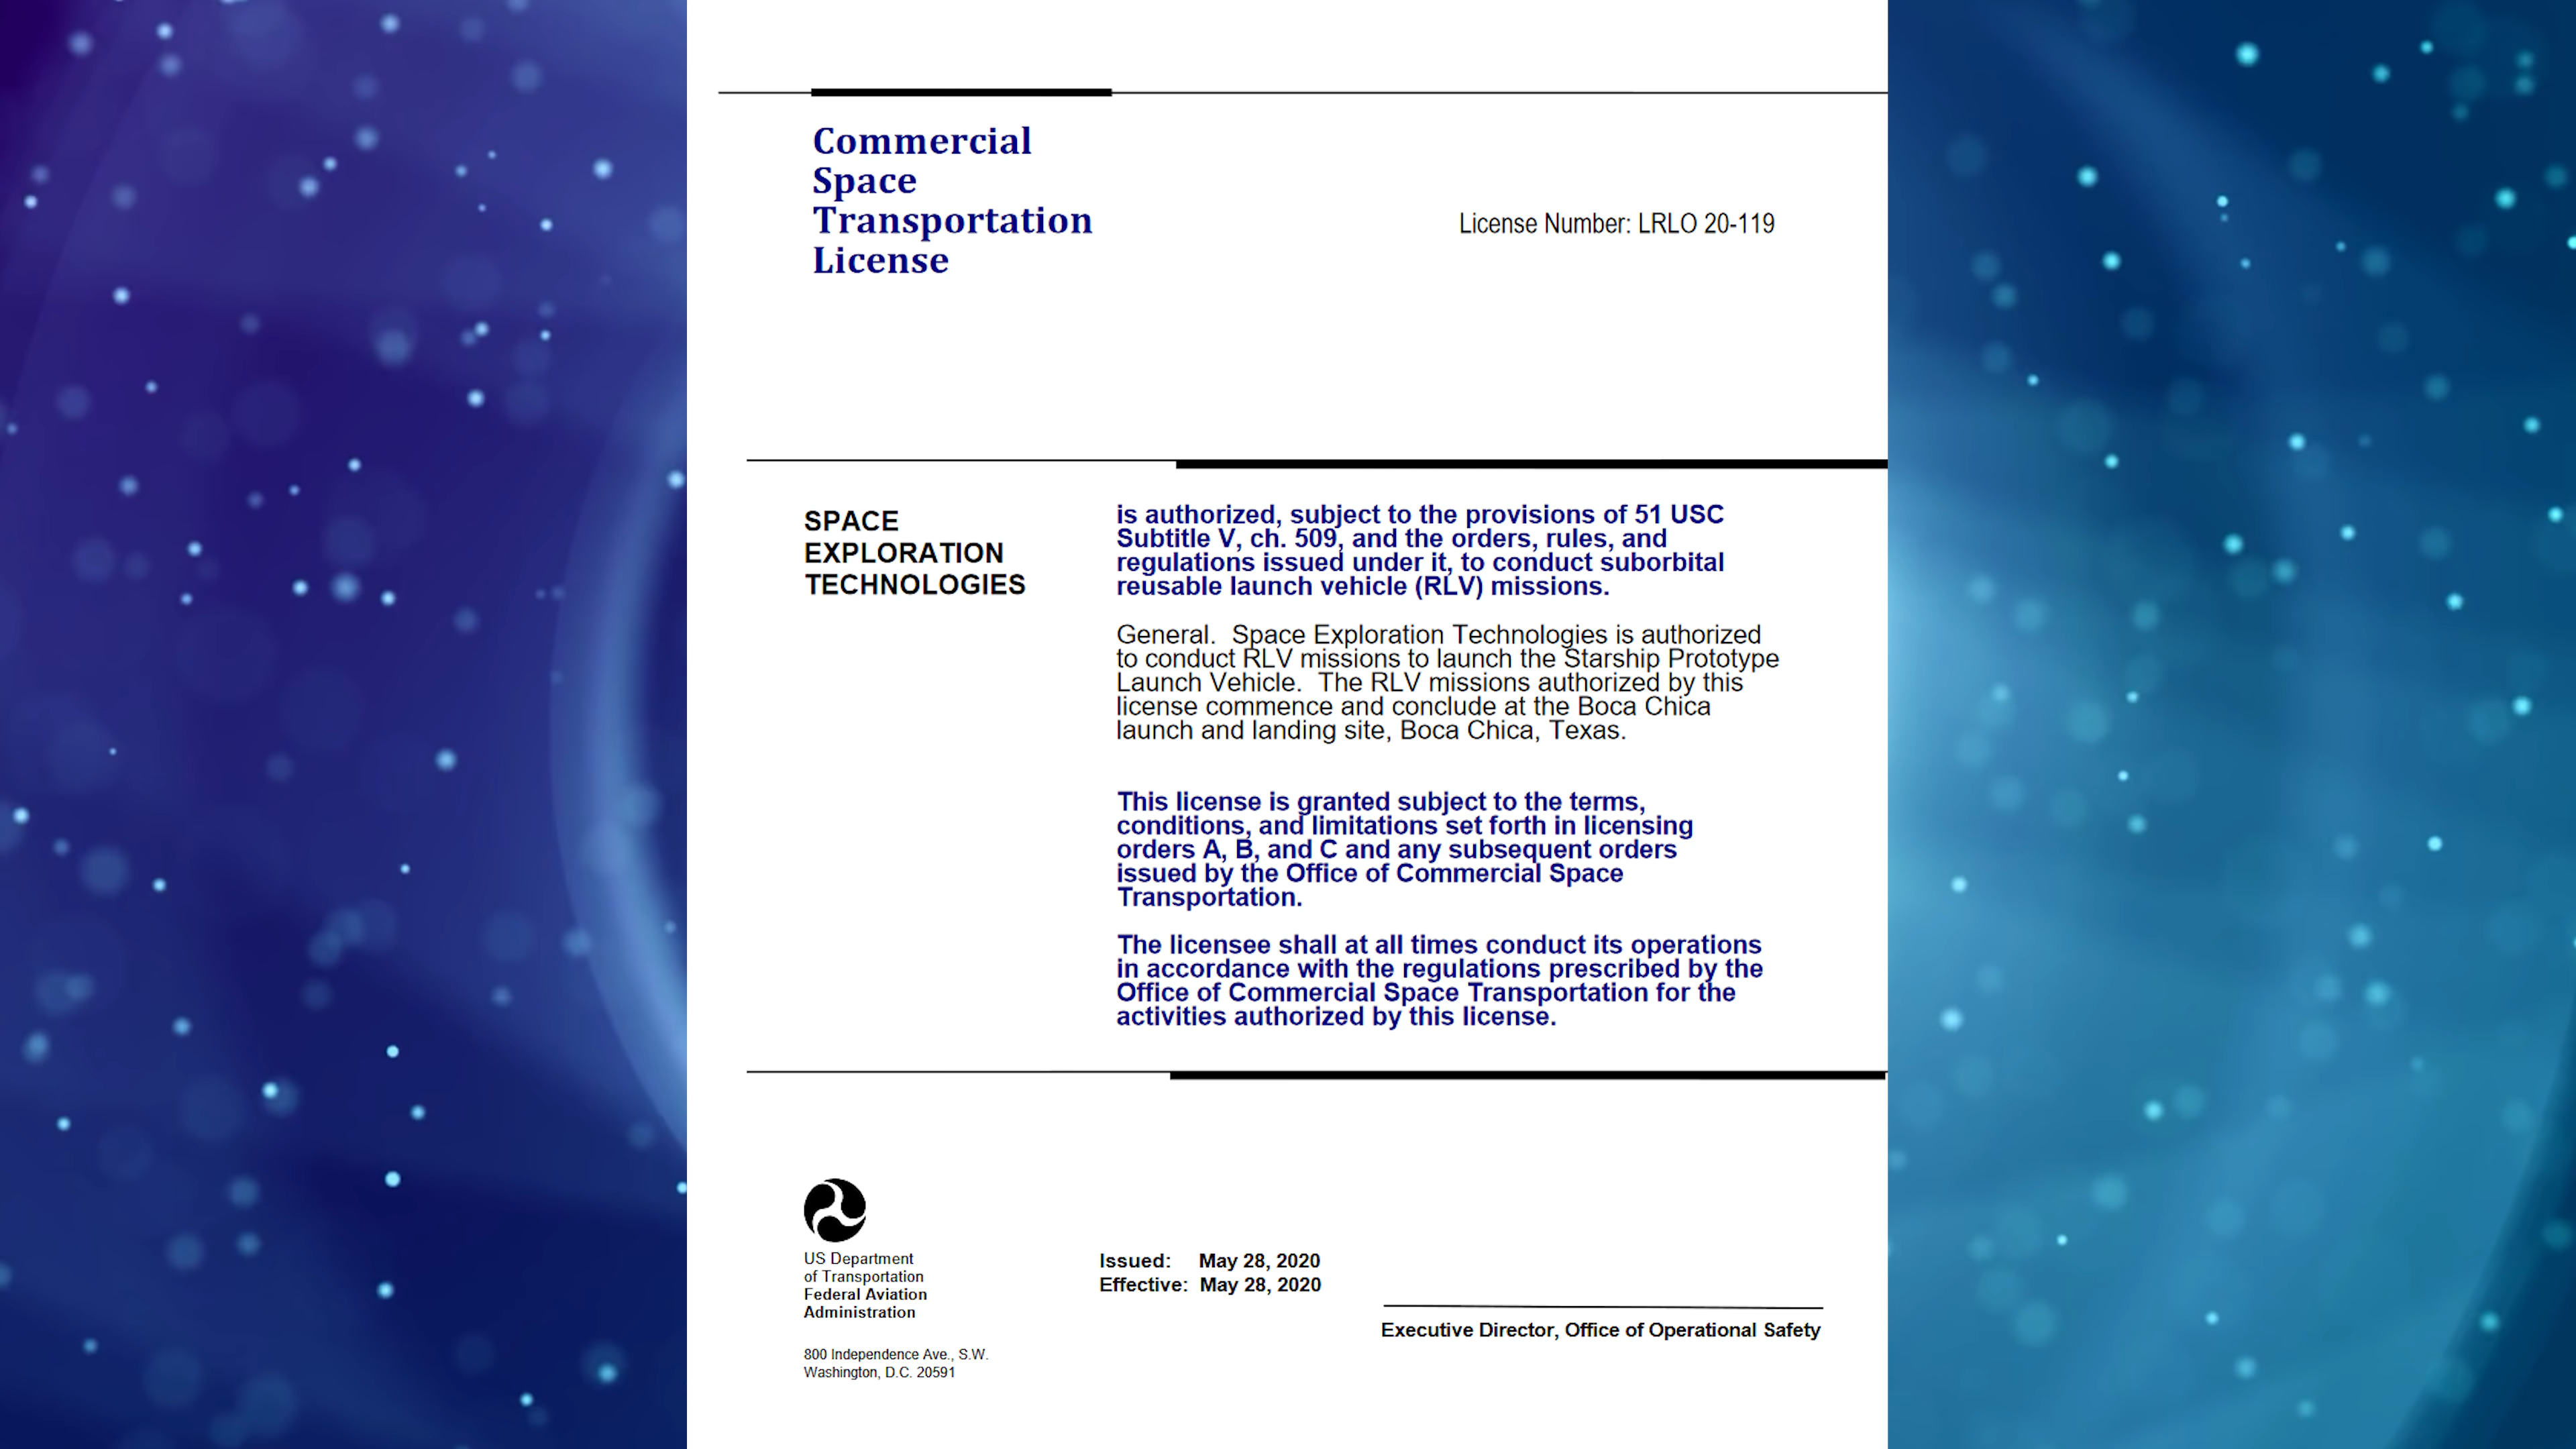 Commercial
Space
Transportation
License
License Number: LRLO 20-119
SPACE
EXPLORATION
TECHNOLOGIES
is authorized, subject to the provisions of 51 USC
Subtitle V, ch. 509, and the orders, rules, and
regulations issued under it, to conduct suborbital
reusable launch vehicle (RLV) missions.
General.  Space Exploration Technologies is authorized
to conduct RLV missions to launch the Starship Prototype
Launch Vehicle.  The RLV missions authorized by this
license commence and conclude at the Boca Chica
launch and landing site, Boca Chica, Texas.
This license is granted subject to the terms,
conditions, and limitations set forth in licensing
orders A, B, and C and any subsequent orders
issued by the Office of Commercial Space
Transportation.
The licensee shall at all times conduct its operations
in accordance with the regulations prescribed by the
Office of Commercial Space Transportation for the
activities authorized by this license.
US Department
of Transportation
Federal Aviation
Administration
800 Independence Ave., S.W.
Washington, D.C. 20591
Issued: May 28, 2020
Effective: May 28, 2020
Executive Director, Office of Operational Safety